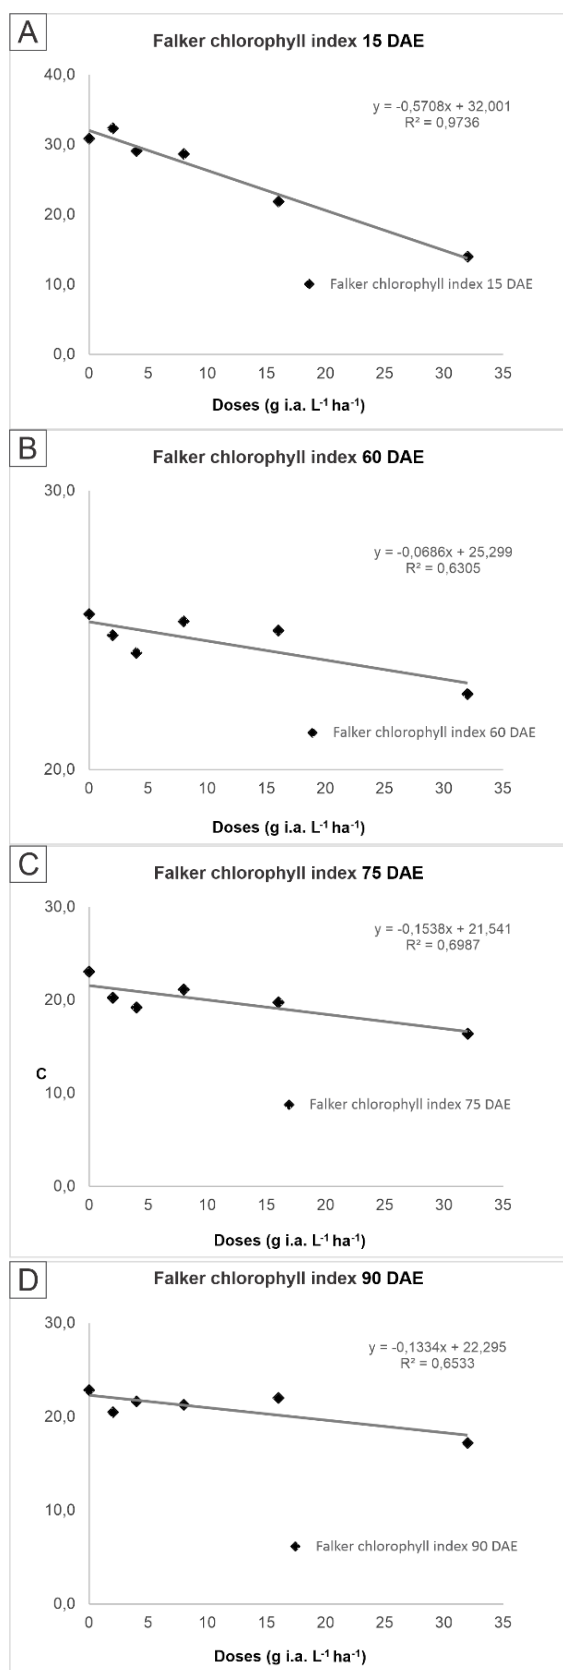 A
Falker chlorophyll index 15 DAE
40,0
y = -0,5708x + 32,001
R² = 0,9736
30,0
20,0
10,0
Falker chlorophyll index 15 DAE
0,0
0 5 10 15 20 25 30 35
Doses (g i.a. L⁻¹ ha⁻¹)
B
Falker chlorophyll index 60 DAE
30,0
y = -0,0686x + 25,299
R² = 0,6305
Falker chlorophyll index 60 DAE
20,0
0 5 10 15 20 25 30 35
Doses (g i.a. L⁻¹ ha⁻¹)
C
Falker chlorophyll index 75 DAE
30,0
y = -0,1538x + 21,541
R² = 0,6987
20,0
C
10,0
Falker chlorophyll index 75 DAE
0,0
0 5 10 15 20 25 30 35
Doses (g i.a. L⁻¹ ha⁻¹)
D
Falker chlorophyll index 90 DAE
30,0
y = -0,1334x + 22,295
R² = 0,6533
20,0
10,0
Falker chlorophyll index 90 DAE
0,0
0 5 10 15 20 25 30 35
Doses (g i.a. L⁻¹ ha⁻¹)